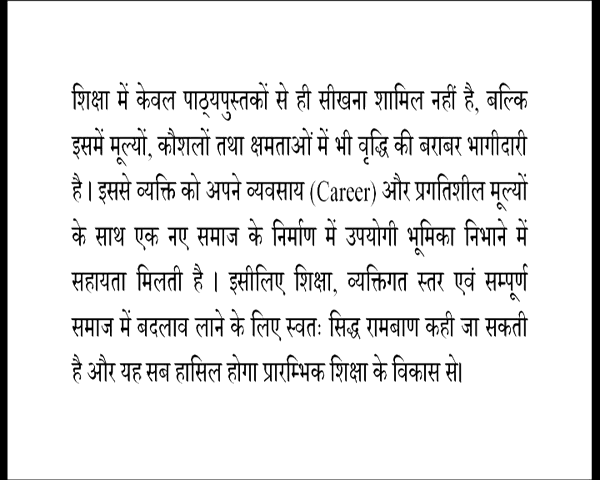 शिक्षा में केवल पाठ्यपुस्तकों से ही सीखना शामिल नहीं है, बल्कि
इसमें मूल्यों, कौशलों तथा क्षमताओं में भी वृद्धि की बराबर भागीदारी
है। इससे व्यक्ति को अपने व्यवसाय (Career) और प्रगतिशील मूल्यों
के साथ एक नए समाज के निर्माण में उपयोगी भूमिका निभाने में
सहायता मिलती है । इसीलिए शिक्षा, व्यक्तिगत स्तर एवं सम्पूर्ण
समाज में बदलाव लाने के लिए स्वतः सिद्ध रामबाण कही जा सकती
है और यह सब हासिल होगा प्रारम्भिक शिक्षा के विकास से।